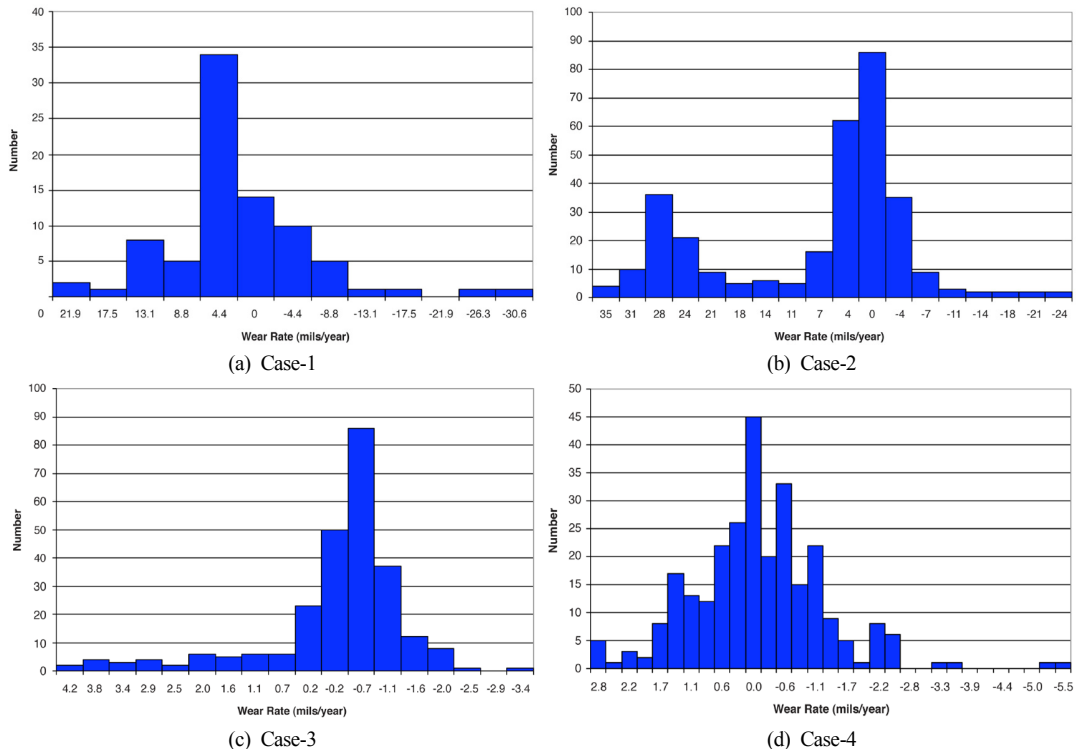 40
35
30
25
20
15
10
5
0
Number
21.9 17.5 13.1 8.8 4.4 0 -4.4 -8.8 -13.1 -17.5 -21.9 -26.3 -30.6
Wear Rate (mils/year)
(a) Case-1
100
90
80
70
60
50
40
30
20
10
0
Number
35 31 28 24 21 18 14 11 7 4 0 -4 -7 -11 -14 -18 -21 -24
Wear Rate (mils/year)
(b) Case-2
100
90
80
70
60
50
40
30
20
10
0
Number
4.2 3.8 3.4 2.9 2.5 2.0 1.6 1.1 0.7 0.2 -0.2 -0.7 -1.1 -1.6 -2.0 -2.5 -2.9 -3.4
Wear Rate (mils/year)
(c) Case-3
50
45
40
35
30
25
20
15
10
5
0
Number
2.8 2.2 1.7 1.1 0.6 0.0 -0.6 -1.1 -1.7 -2.2 -2.8 -3.3 -3.9 -4.4 -5.0 -5.5
Wear Rate (mils/year)
(d) Case-4